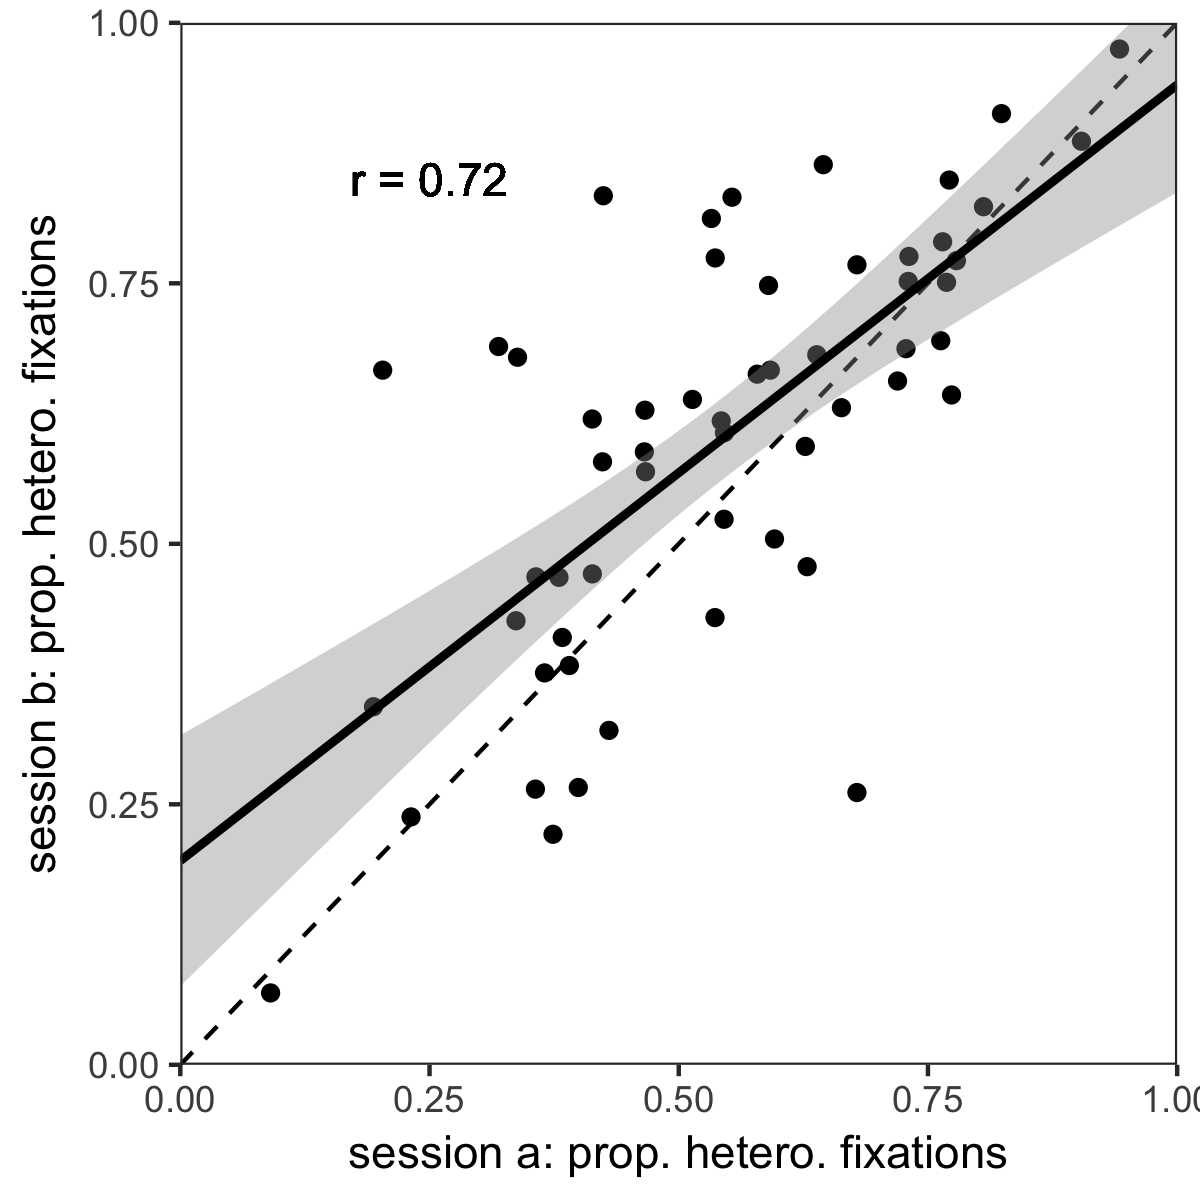 1.00
r = 0.72
0.75
0.50
0.25
0.00
session b: prop. hetero. fixations
0.00 0.25 0.50 0.75 1.00
session a: prop. hetero. fixations